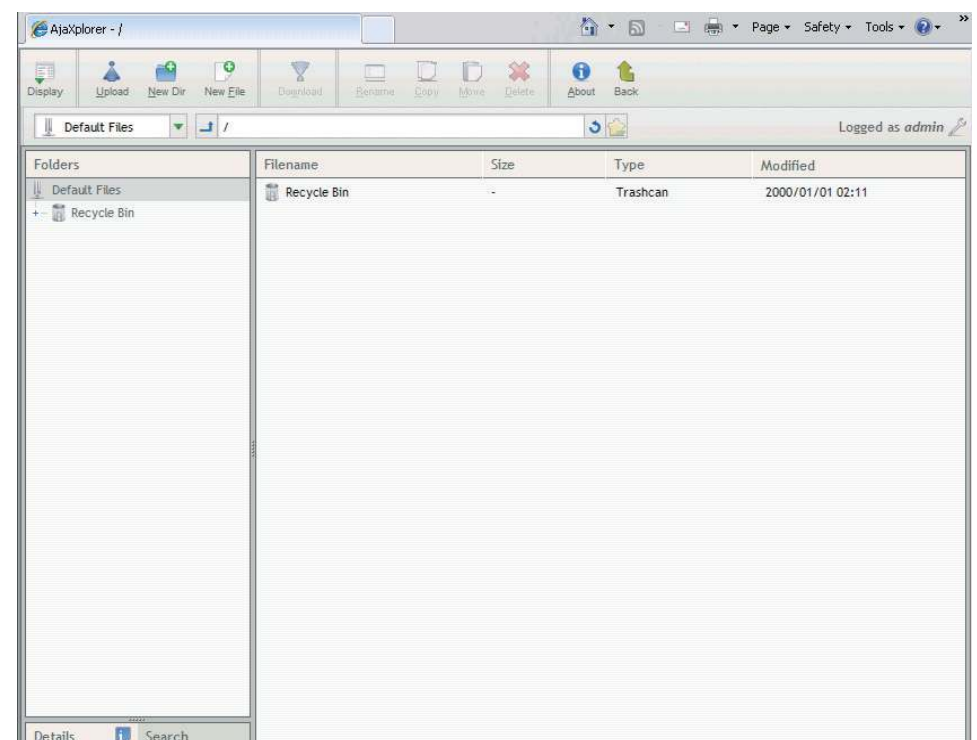 AjaXplorer - /
Page Safety Tools »
Display Upload New Dir New File Download Rename Copy Move Delete About Back
Default Files / Logged as admin
Folders Filename Size Type Modified
Default Files Recycle Bin - Trashcan 2000/01/01 02:11
Recycle Bin
Details Search